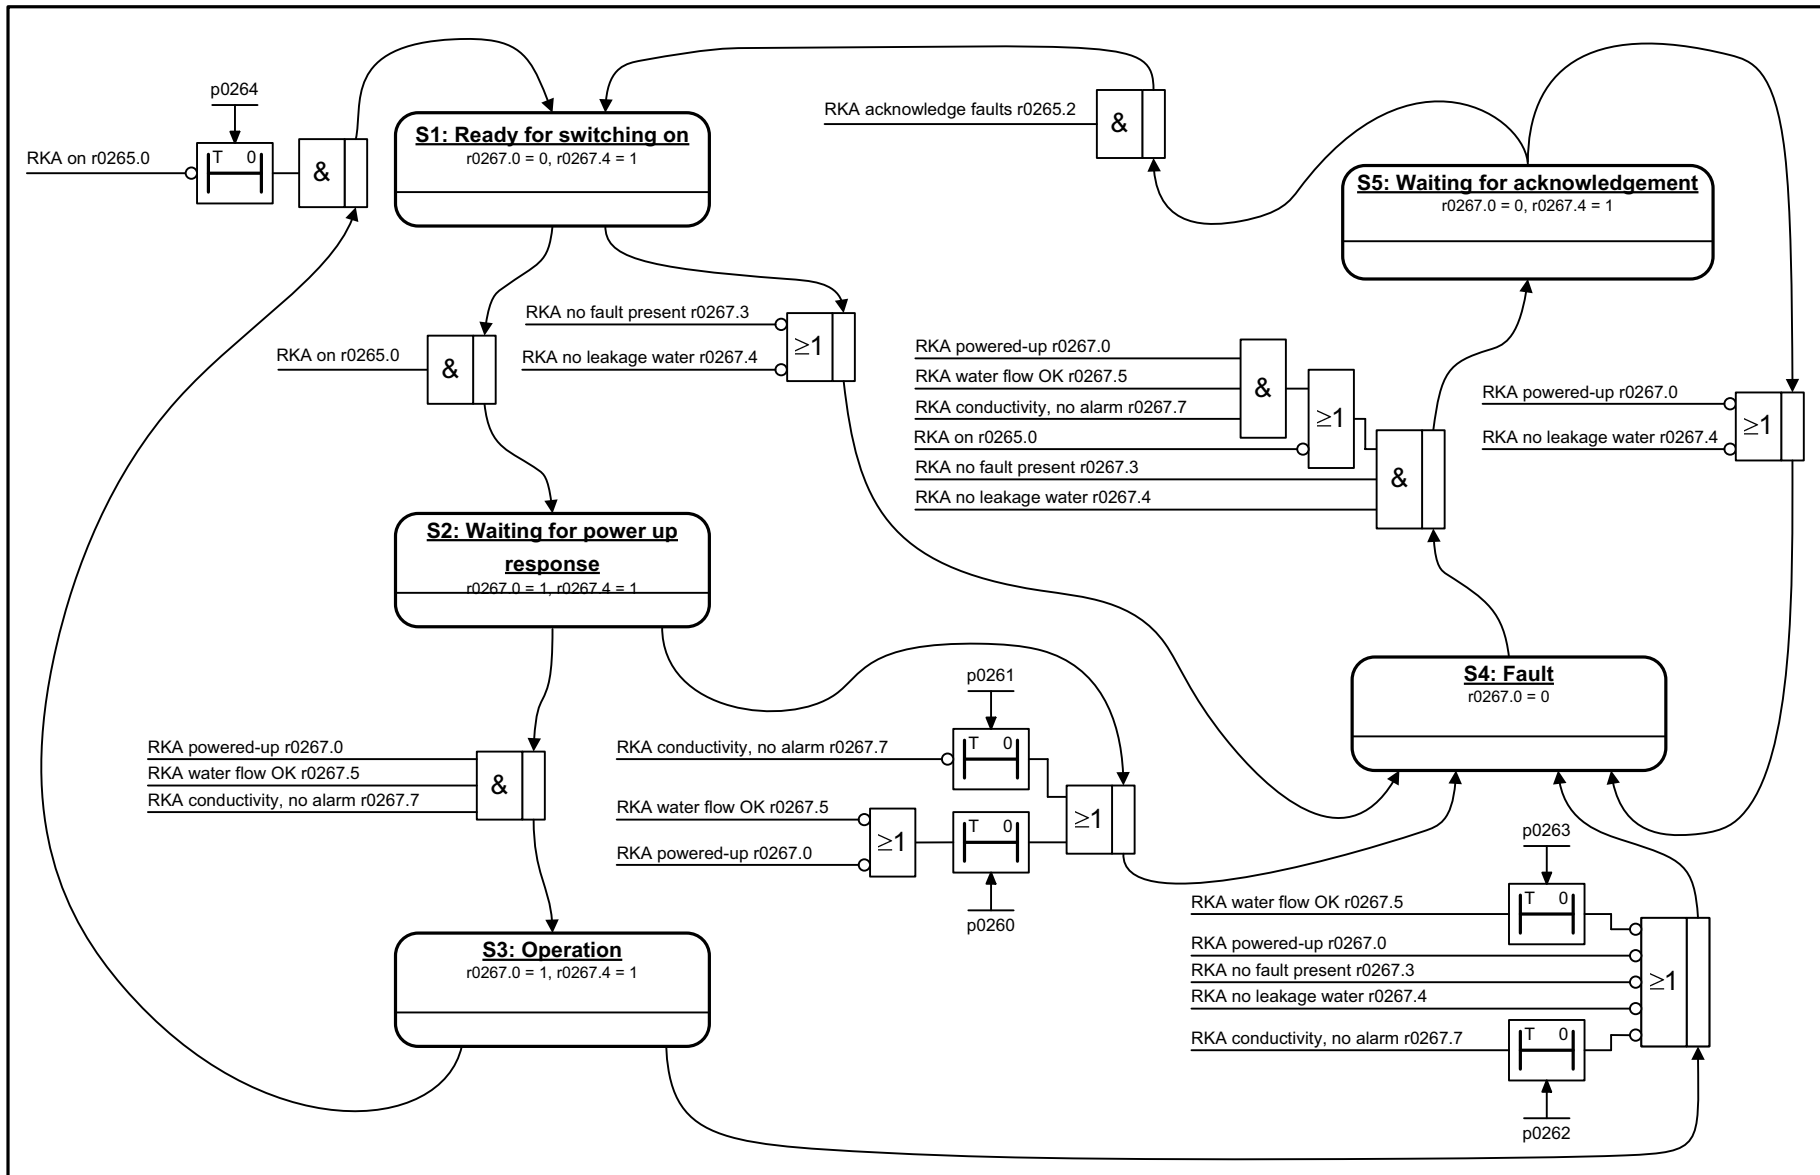 p0264
RKA on r0265.0
T 0
&
S1: Ready for switching on
r0267.0 = 0, r0267.4 = 1
RKA acknowledge faults r0265.2
&
S5: Waiting for acknowledgement
r0267.0 = 0, r0267.4 = 1
RKA on r0265.0
&
RKA no fault present r0267.3
RKA no leakage water r0267.4
≥1
RKA powered-up r0267.0
RKA water flow OK r0267.5
RKA conductivity, no alarm r0267.7
&
RKA on r0265.0
≥1
RKA no fault present r0267.3
RKA no leakage water r0267.4
&
RKA powered-up r0267.0
RKA no leakage water r0267.4
≥1
S2: Waiting for power up
response
r0267.0 = 1, r0267.4 = 1
S4: Fault
r0267.0 = 0
RKA powered-up r0267.0
RKA water flow OK r0267.5
RKA conductivity, no alarm r0267.7
&
p0261
RKA conductivity, no alarm r0267.7
T 0
RKA water flow OK r0267.5
RKA powered-up r0267.0
≥1
T 0
≥1
p0260
S3: Operation
r0267.0 = 1, r0267.4 = 1
p0263
RKA water flow OK r0267.5
T 0
RKA powered-up r0267.0
RKA no fault present r0267.3
RKA no leakage water r0267.4
≥1
RKA conductivity, no alarm r0267.7
T 0
p0262